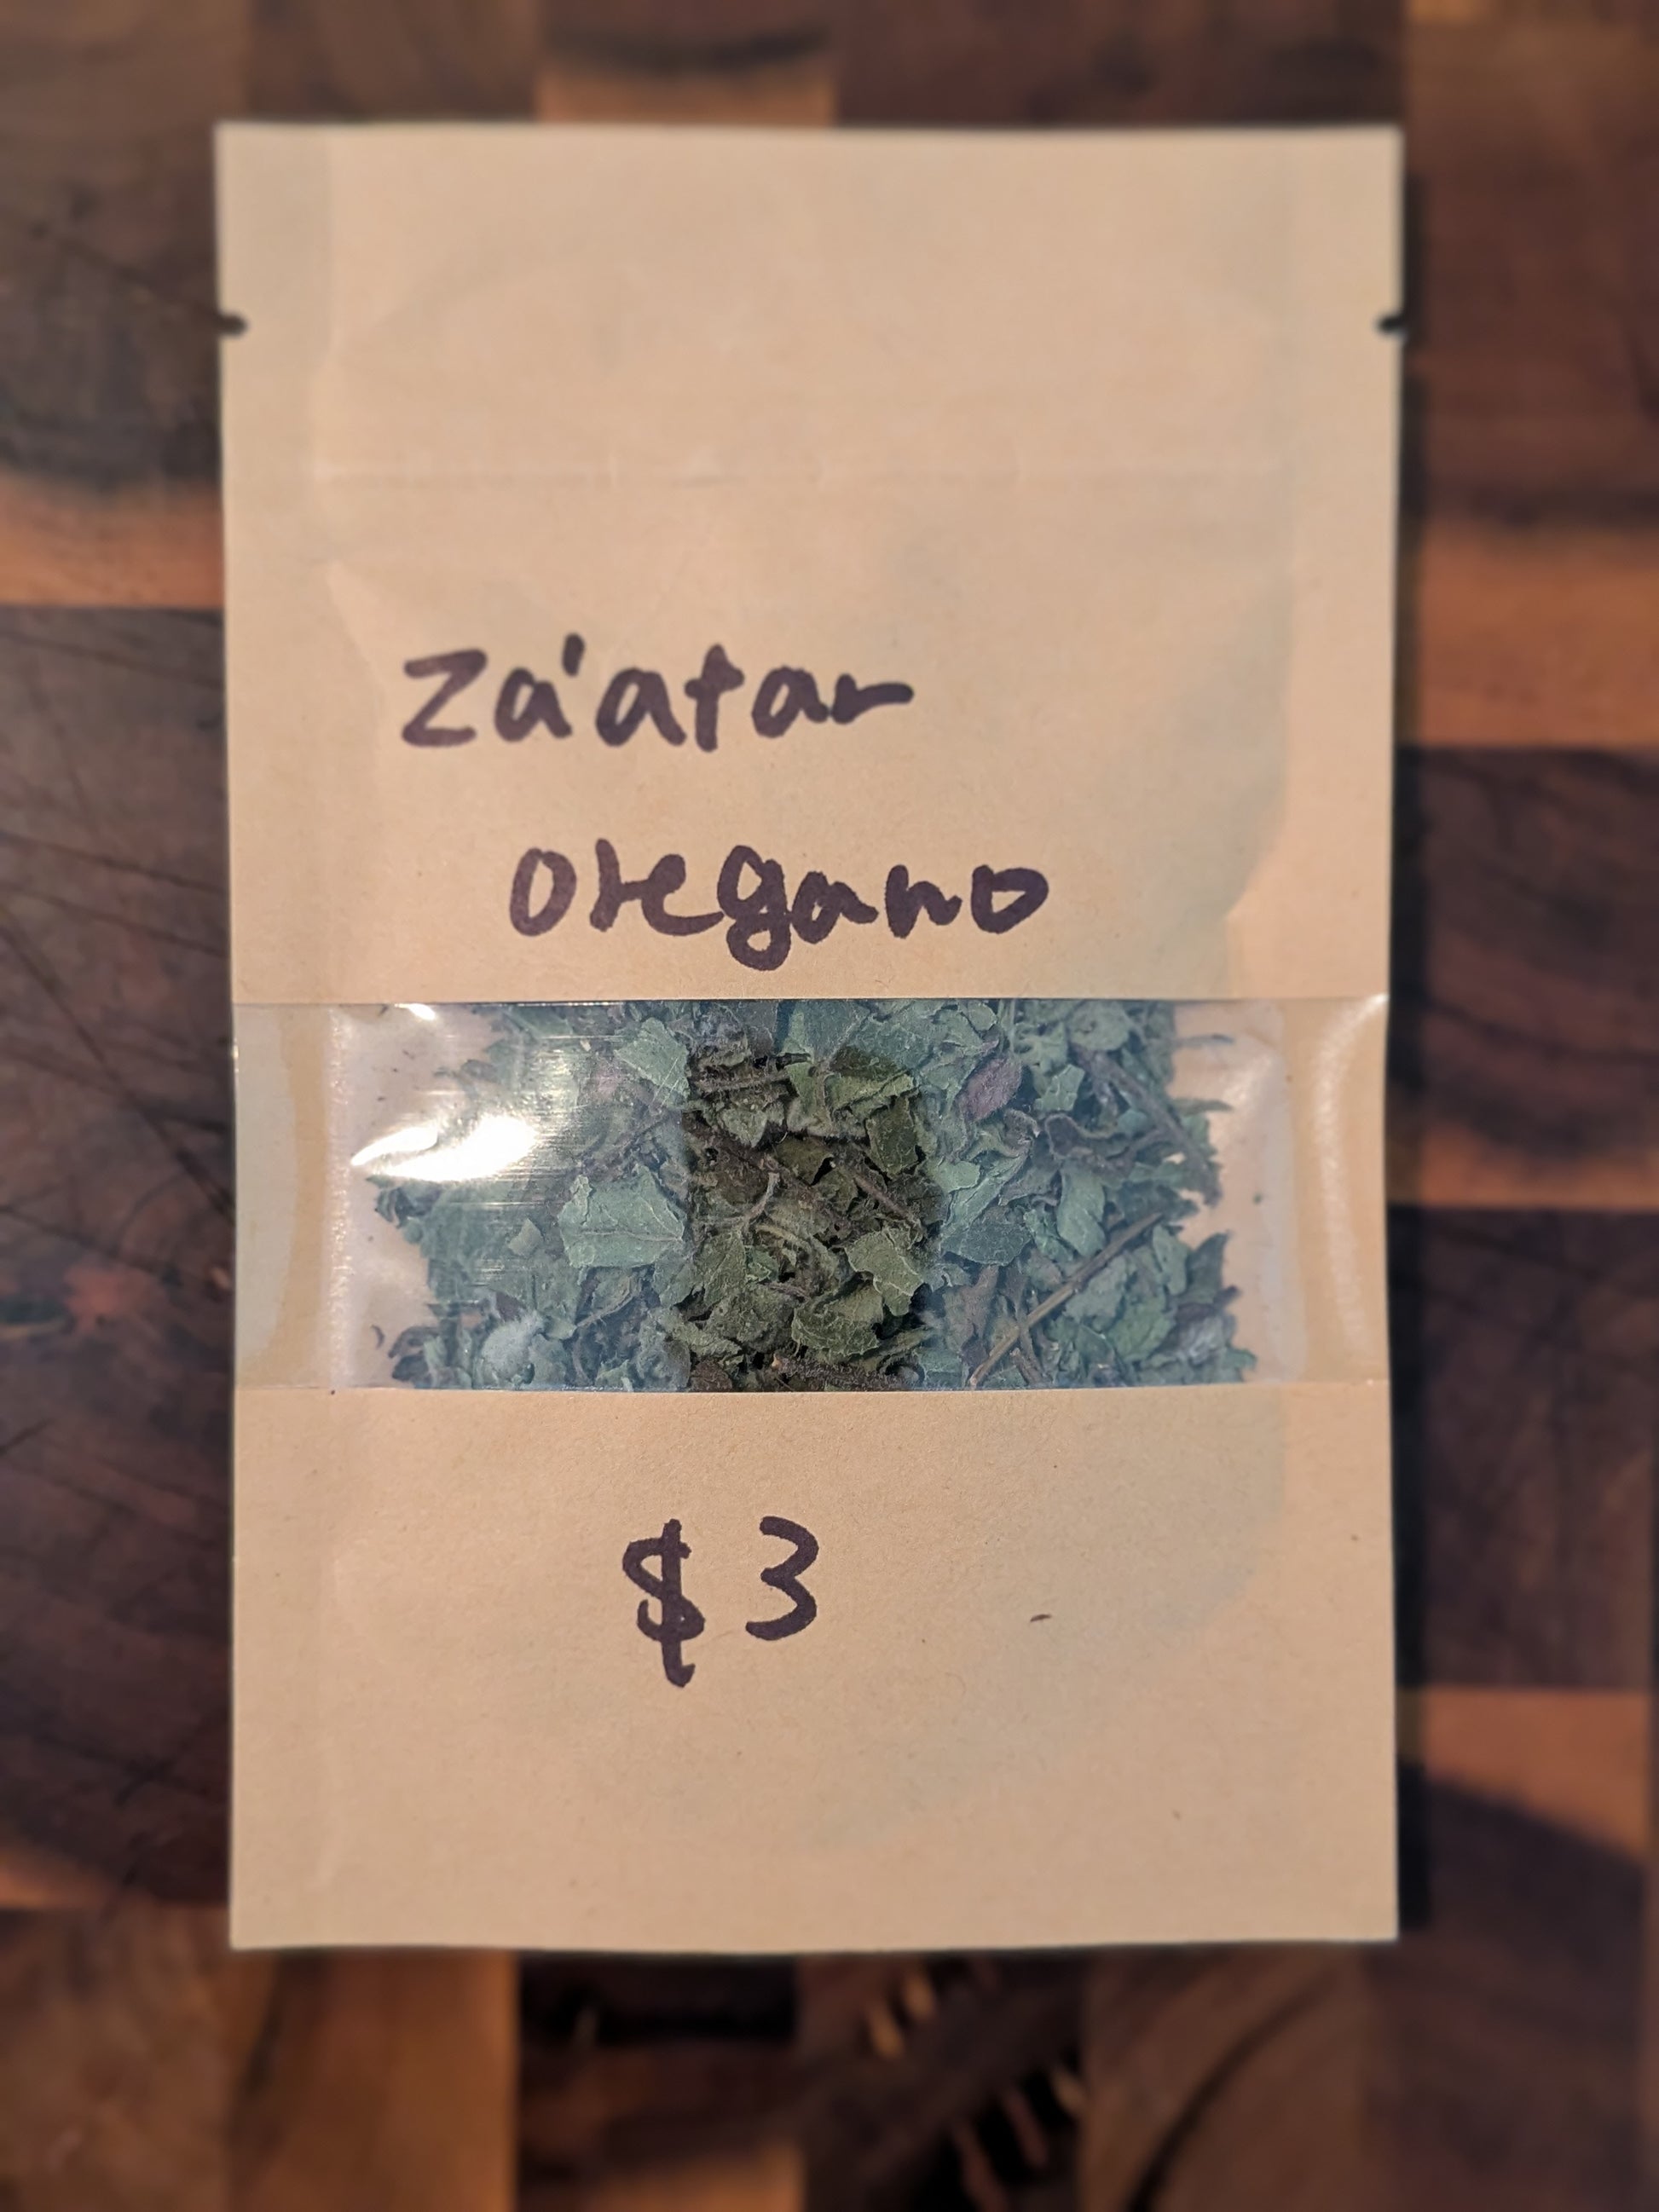 Za'atar
oregano
$3